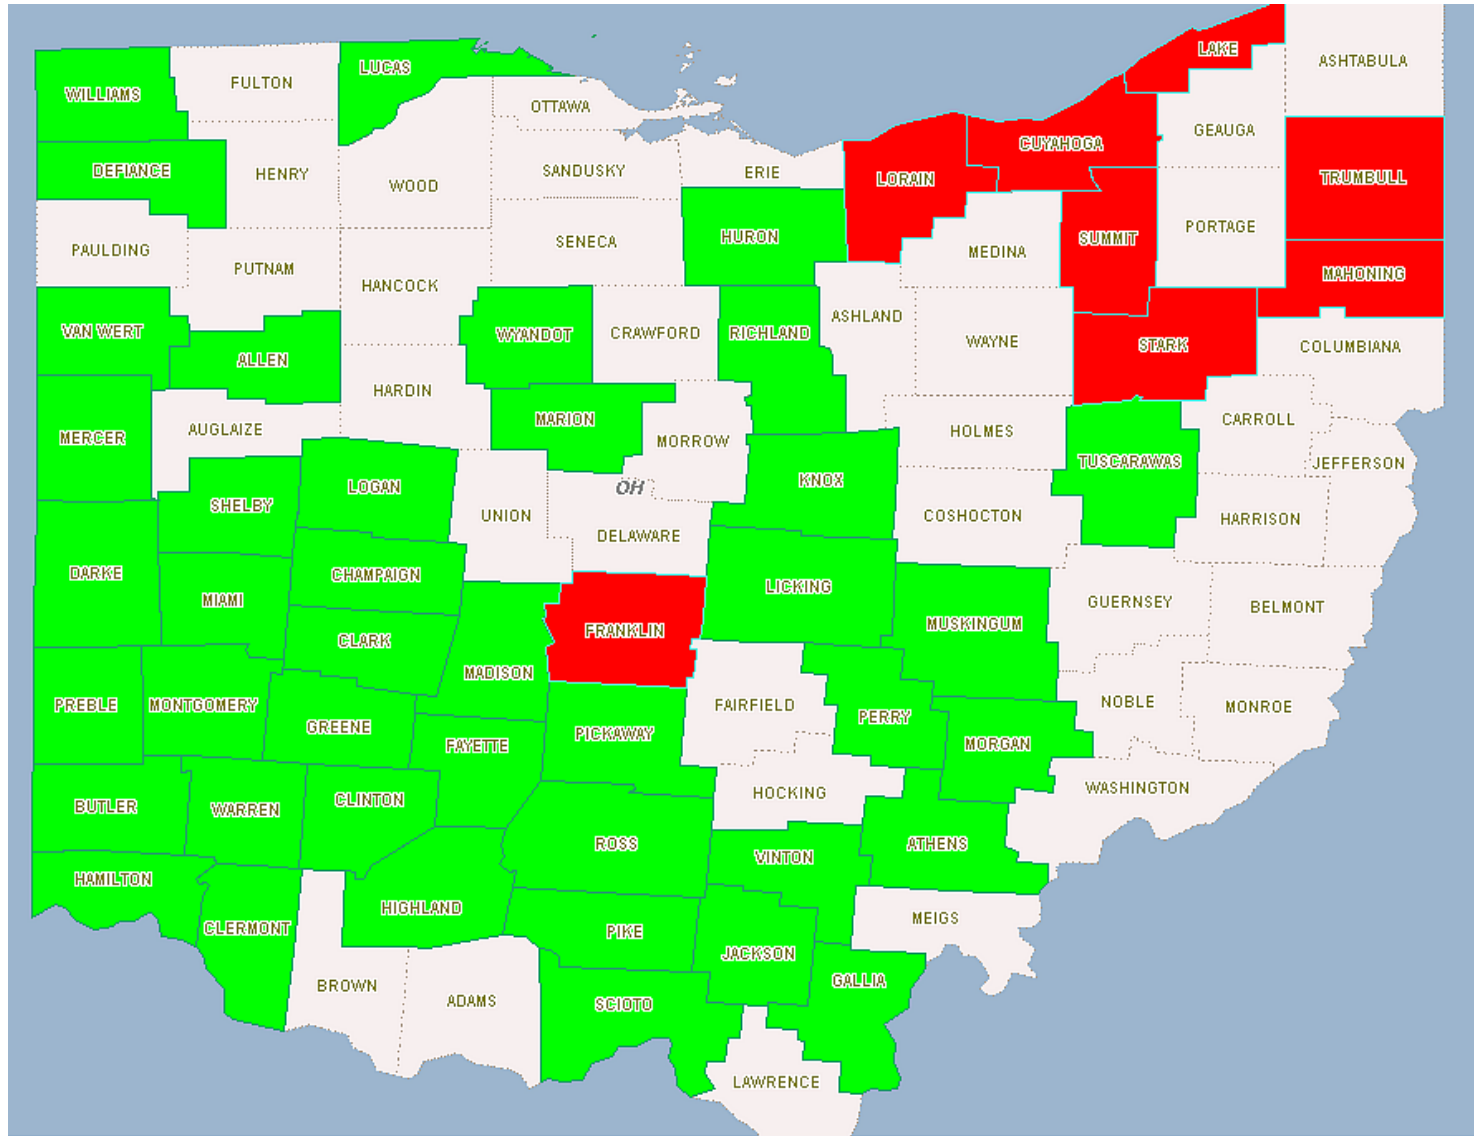 LAKE
ASHTABULA
LUCAS
FULTON
WILLIAMS
OTTAWA
GEAUGA
CUYAHOGA
DEFIANCE
HENRY
SANDUSKY
ERIE
LORAIN
TRUMBULL
WOOD
PORTAGE
HURON
SUMMIT
SENECA
PAULDING
MEDINA
PUTNAM
MAHONING
HANCOCK
ASHLAND
VAN WERT
WYANDOT
CRAWFORD
RICHLAND
WAYNE
STARK
COLUMBIANA
ALLEN
HARDIN
MARION
CARROLL
AUGLAIZE
HOLMES
MERCER
MORROW
TUSCARAWAS
JEFFERSON
KNOX
LOGAN
OH
SHELBY
UNION
COSHOCTON
HARRISON
DELAWARE
DARKE
CHAMPAIGN
LICKING
MIAMI
GUERNSEY
BELMONT
MUSKINGUM
FRANKLIN
CLARK
MADISON
NOBLE
PREBLE
MONTGOMERY
FAIRFIELD
MONROE
PERRY
GREENE
PICKAWAY
FAYETTE
MORGAN
WASHINGTON
HOCKING
CLINTON
BUTLER
WARREN
ROSS
ATHENS
VINTON
HAMILTON
HIGHLAND
MEIGS
CLERMONT
PIKE
JACKSON
GALLIA
BROWN
ADAMS
SCIOTO
LAWRENCE